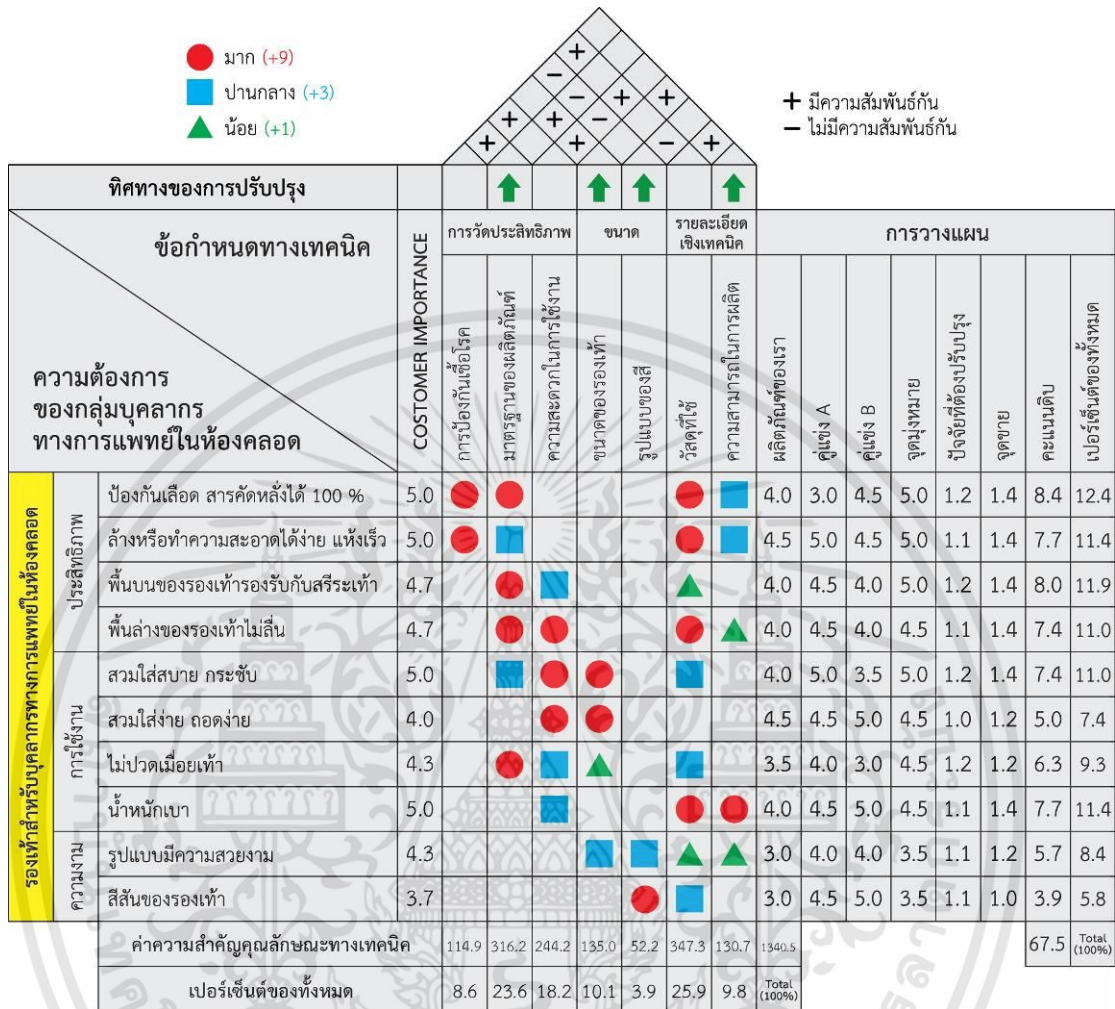 มาก (+9)
ปานกลาง (+3)
น้อย (+1)
+ มีความสัมพันธ์กัน
− ไม่มีความสัมพันธ์กัน
+
− −
+ − + +
+ + + −
+ + − +
ทิศทางของการปรับปรุง
ข้อกำหนดทางเทคนิค
ความต้องการ
ของกลุ่มบุคลากร
ทางการแพทย์ในห้องคลอด
COSTOMER IMPORTANCE
การวัดประสิทธิภาพ
ขนาด
รายละเอียด
เชิงเทคนิค
การวางแผน
การป้องกันเชื้อโรค
มาตรฐานของผลิตภัณฑ์
ความสะดวกในการใช้งาน
ขนาดของรองเท้า
รูปแบบของสี
วัสดุที่ใช้
ความสามารถในการผลิต
ผลิตภัณฑ์ของเรา
คู่แข่ง A
คู่แข่ง B
จุดมุ่งหมาย
ปัจจัยที่ต้องปรับปรุง
จุดขาย
คะแนนดิบ
เปอร์เซ็นต์ของทั้งหมด
รองเท้าสำหรับบุคลากรทางการแพทย์ในห้องคลอด
ประสิทธิภาพ
ป้องกันเลือด สารคัดหลั่งได้ 100 % 5.0 4.0 3.0 4.5 5.0 1.2 1.4 8.4 12.4
ล้างหรือทำความสะอาดได้ง่าย แห้งเร็ว 5.0 4.5 5.0 4.5 5.0 1.1 1.4 7.7 11.4
พื้นบนของรองเท้ารองรับกับสรีระเท้า 4.7 4.0 4.5 4.0 5.0 1.2 1.4 8.0 11.9
พื้นล่างของรองเท้าไม่ลื่น 4.7 4.0 4.5 4.0 4.5 1.1 1.4 7.4 11.0
การใช้งาน
สวมใส่สบาย กระชับ 5.0 4.0 5.0 3.5 5.0 1.2 1.4 7.4 11.0
สวมใส่ง่าย ถอดง่าย 4.0 4.5 4.5 5.0 4.5 1.0 1.2 5.0 7.4
ไม่ปวดเมื่อยเท้า 4.3 3.5 4.0 3.0 4.5 1.2 1.2 6.3 9.3
น้ำหนักเบา 5.0 4.0 4.5 5.0 4.5 1.1 1.4 7.7 11.4
ความงาม
รูปแบบมีความสวยงาม 4.3 3.0 4.0 4.0 3.5 1.1 1.2 5.7 8.4
สีสันของรองเท้า 3.7 3.0 4.5 5.0 3.5 1.1 1.0 3.9 5.8
ค่าความสำคัญคุณลักษณะทางเทคนิค 114.9 316.2 244.2 135.0 52.2 347.3 130.7 1340.5 67.5 Total (100%)
เปอร์เซ็นต์ของทั้งหมด 8.6 23.6 18.2 10.1 3.9 25.9 9.8 Total (100%)